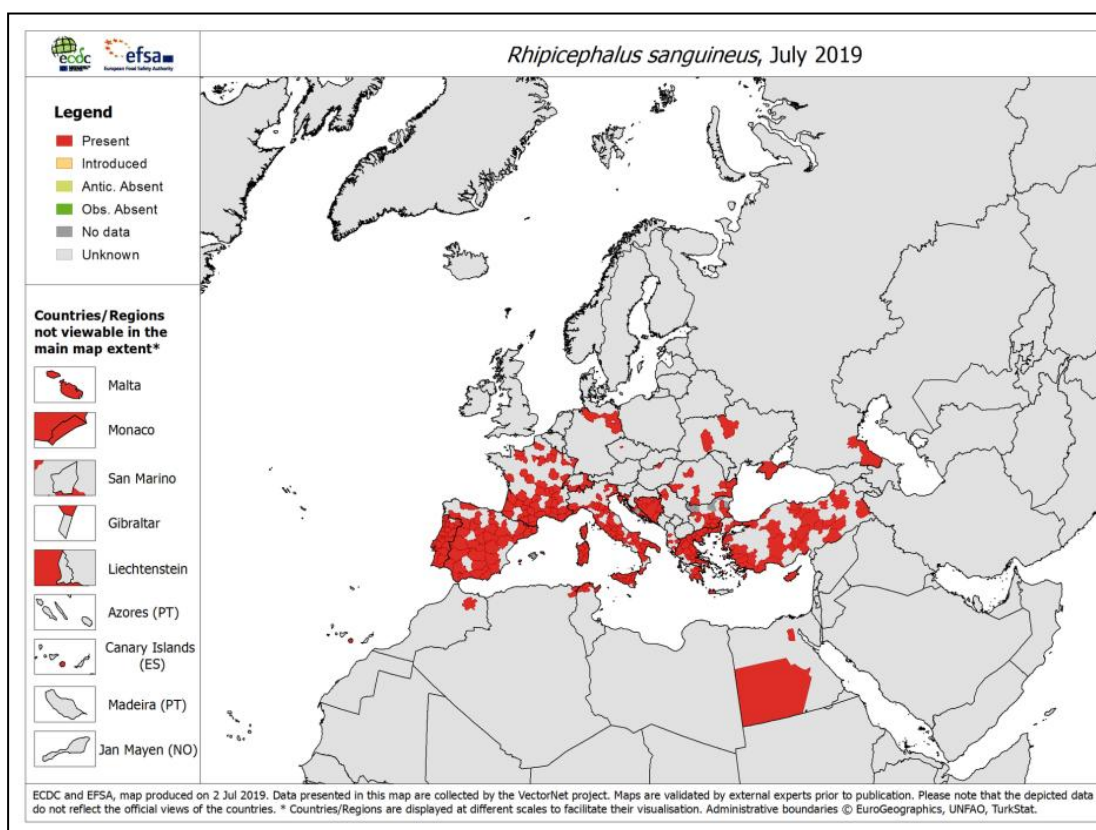 ecdc
efsa
European Food Safety Authority
Rhipicephalus sanguineus, July 2019
Legend
Present
Introduced
Antic. Absent
Obs. Absent
No data
Unknown
Countries/Regions
not viewable in the
main map extent*
Malta
Monaco
San Marino
Gibraltar
Liechtenstein
Azores (PT)
Canary Islands
(ES)
Madeira (PT)
Jan Mayen (NO)
ECDC and EFSA, map produced on 2 Jul 2019. Data presented in this map are collected by the VectorNet project. Maps are validated by external experts prior to publication. Please note that the depicted data
do not reflect the official views of the countries. * Countries/Regions are displayed at different scales to facilitate their visualisation. Administrative boundaries © EuroGeographics, UNFAO, TurkStat.